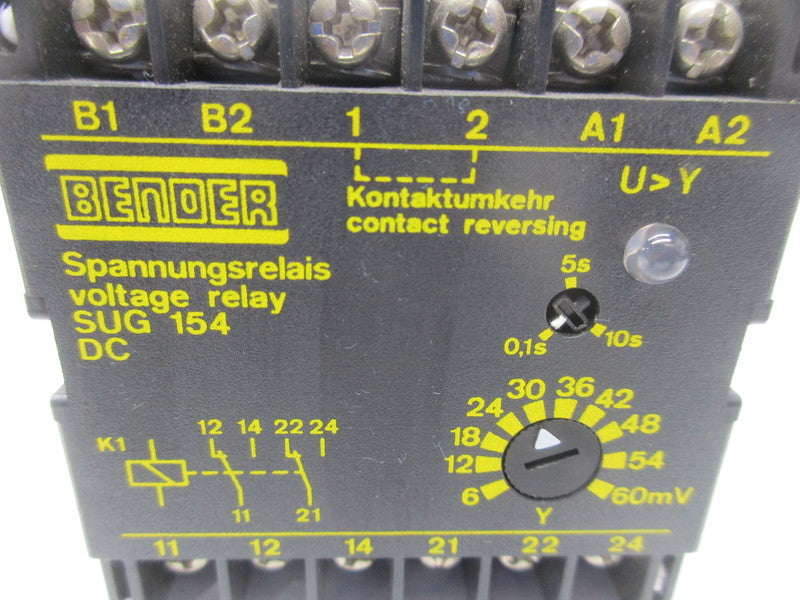 B1 B2 1 2 A1 A2
BENDER
Kontaktumkehr
contact reversing
U>Y
Spannungsrelais
voltage relay
SUG 154
DC
5s
0,1s 10s
6 12 18 24 30 36 42 48 54 60mV
Y
K1
12 14 22 24
11 21
11 12 14 21 22 24